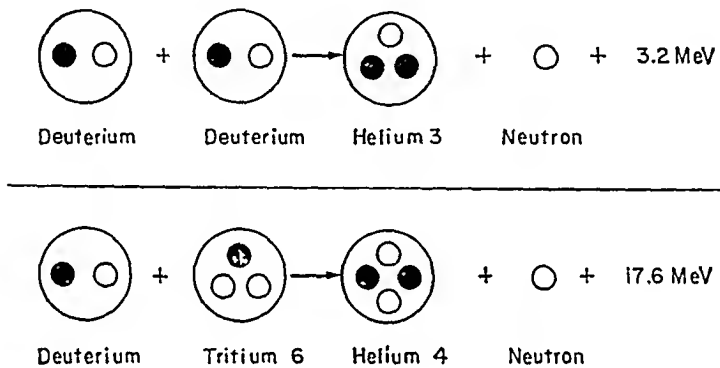 + + + 3.2 MeV
Deuterium Deuterium Helium 3 Neutron
+ + + 17.6 MeV
Deuterium Tritium 6 Helium 4 Neutron